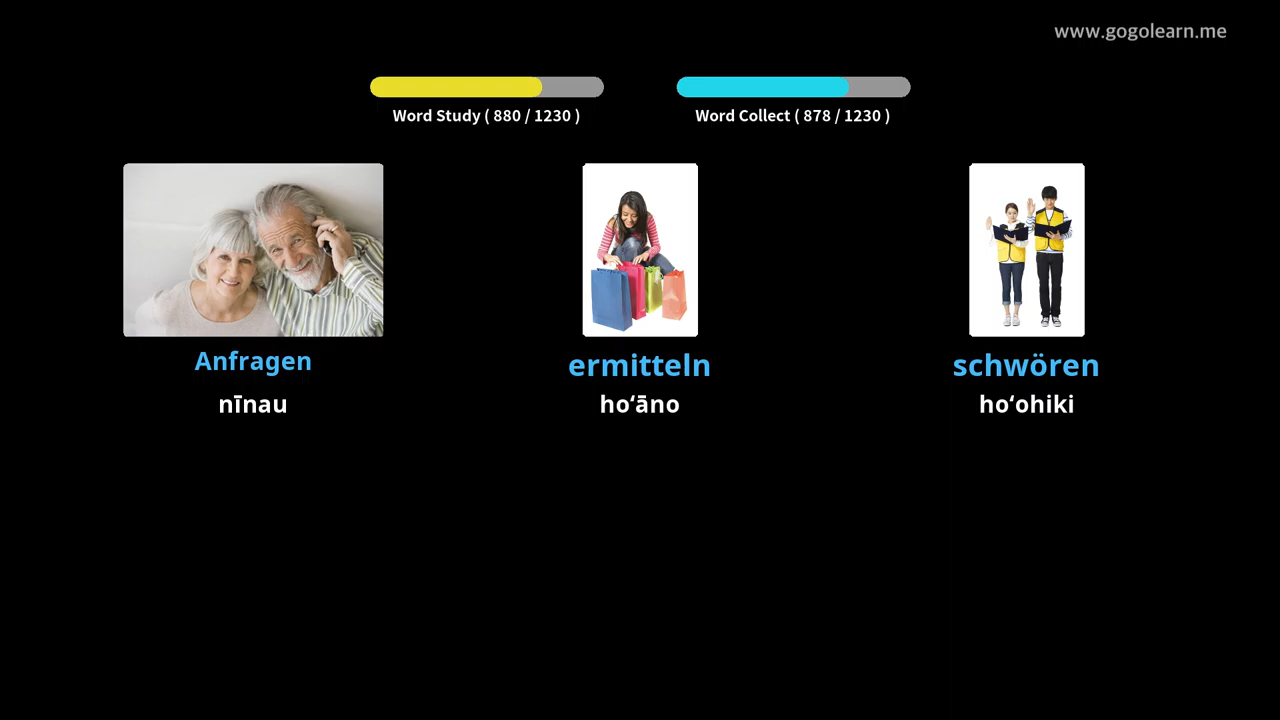 www.gogolearn.me
Word Study ( 880 / 1230 )
Word Collect ( 878 / 1230 )
Anfragen
nīnau
ermitteln
hoʻāno
schwören
hoʻohiki